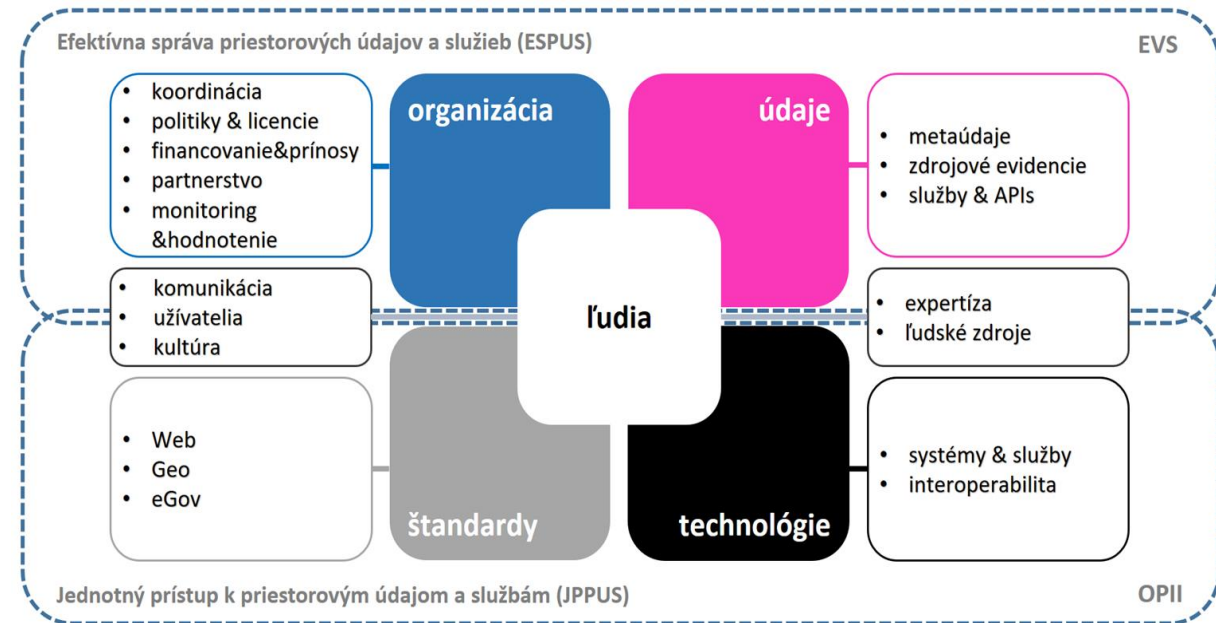 Efektívna správa priestorových údajov a služieb (ESPUS)
EVS
• koordinácia
• politiky & licencie
• financovanie&prínosy
• partnerstvo
• monitoring
&hodnotenie
organizácia
údaje
• metaúdaje
• zdrojové evidencie
• služby & APIs
• komunikácia
• užívatelia
• kultúra
ľudia
• expertíza
• ľudské zdroje
• Web
• Geo
• eGov
štandardy
technológie
• systémy & služby
• interoperabilita
Jednotný prístup k priestorovým údajom a službám (JPPUS)
OPII